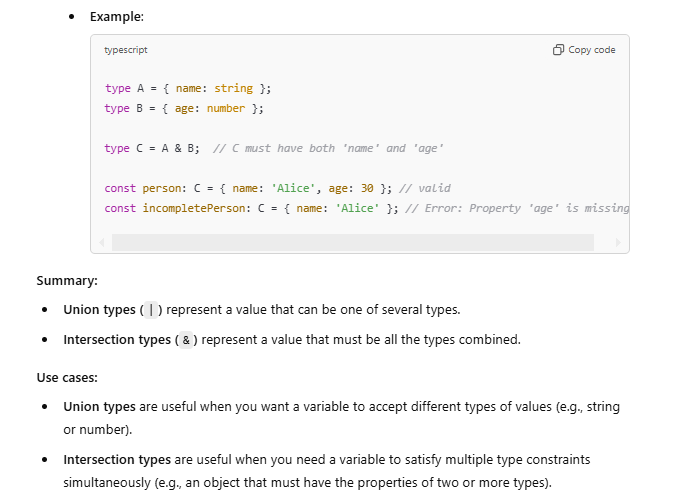 Example:
typescript Copy code
type A = { name: string };
type B = { age: number };
type C = A & B; // C must have both 'name' and 'age'
const person: C = { name: 'Alice', age: 30 }; // valid
const incompletePerson: C = { name: 'Alice' }; // Error: Property 'age' is missing
Summary:
Union types ( | ) represent a value that can be one of several types.
Intersection types ( & ) represent a value that must be all the types combined.
Use cases:
Union types are useful when you want a variable to accept different types of values (e.g., string
or number).
Intersection types are useful when you need a variable to satisfy multiple type constraints
simultaneously (e.g., an object that must have the properties of two or more types).